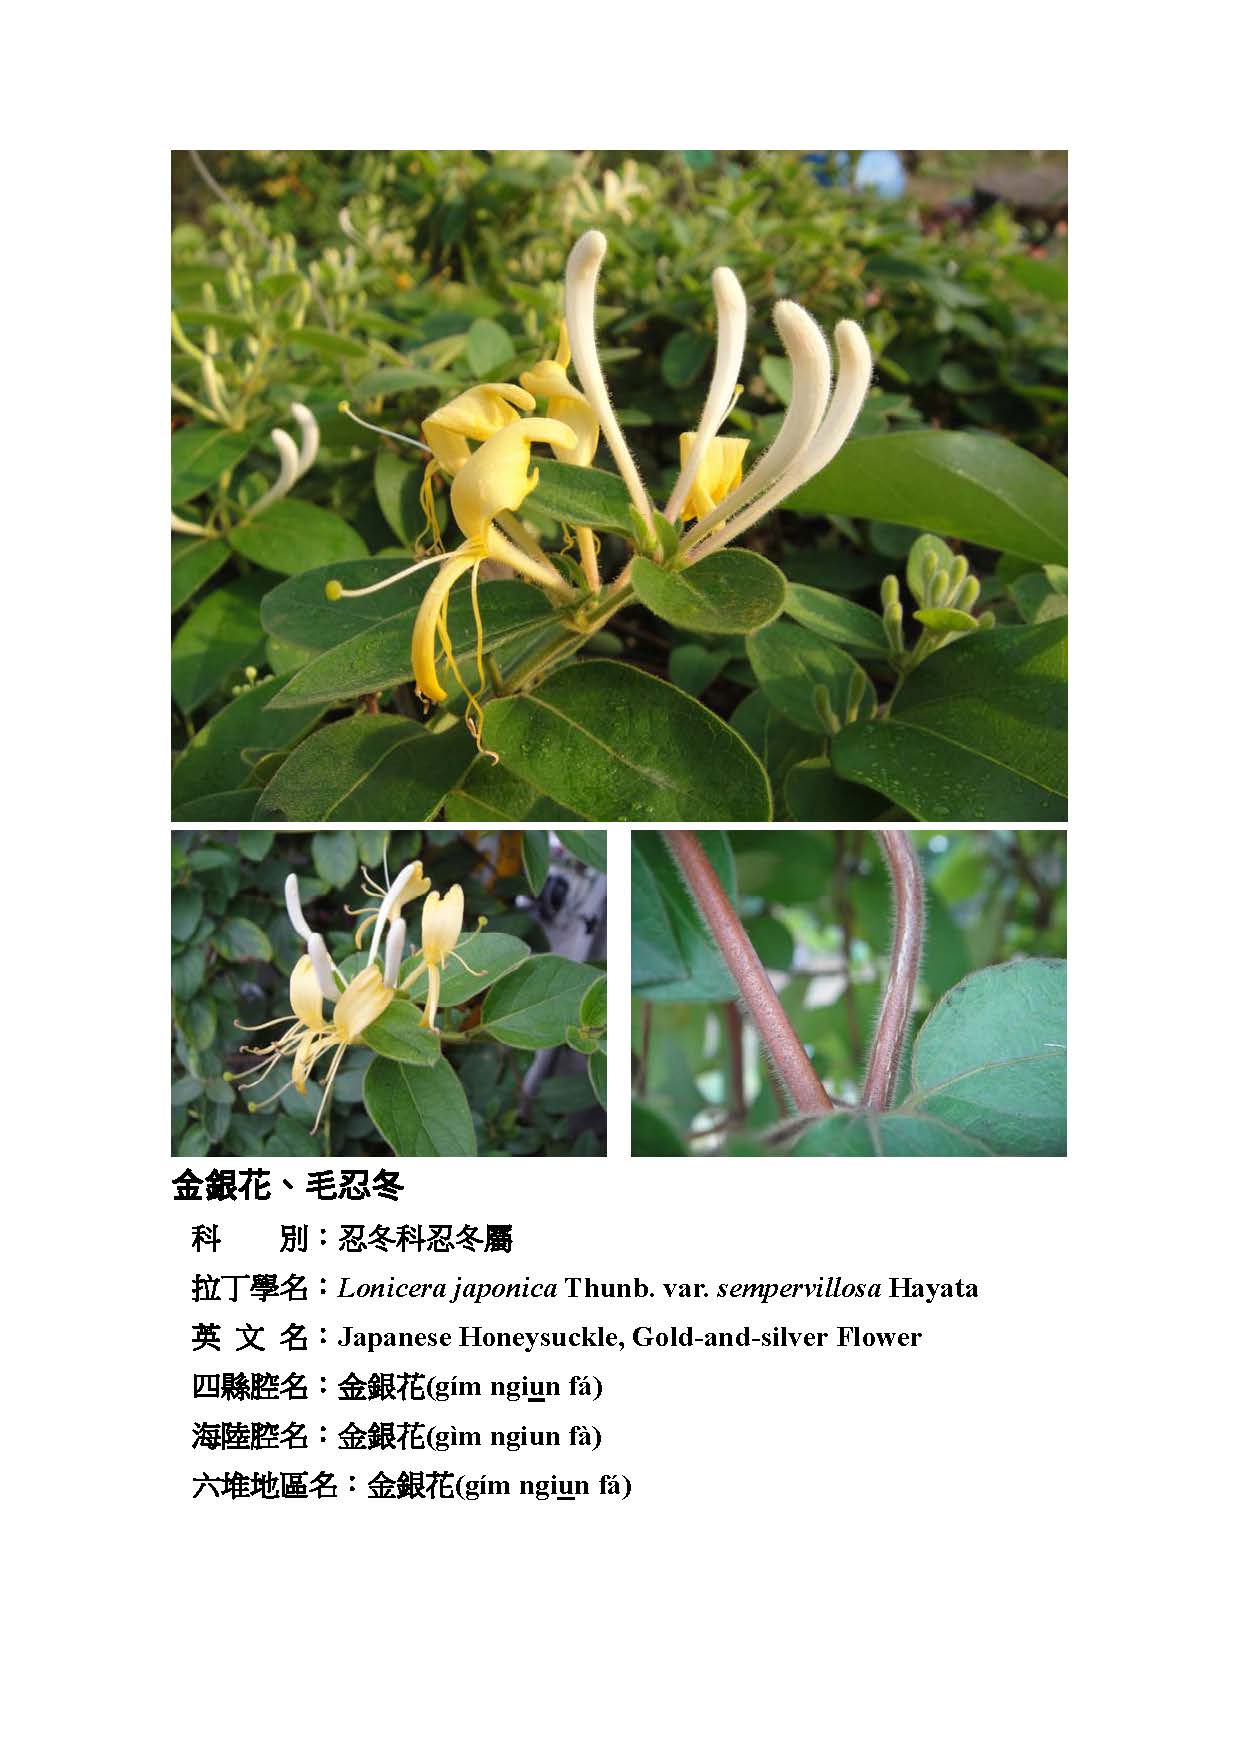 金銀花、毛忍冬
科　　別：忍冬科忍冬屬
拉丁學名：Lonicera japonica Thunb. var. sempervillosa Hayata
英 文 名：Japanese Honeysuckle, Gold-and-silver Flower
四縣腔名：金銀花(gím ngiu̲n fá)
海陸腔名：金銀花(gìm ngiun fà)
六堆地區名：金銀花(gím ngiu̲n fá)